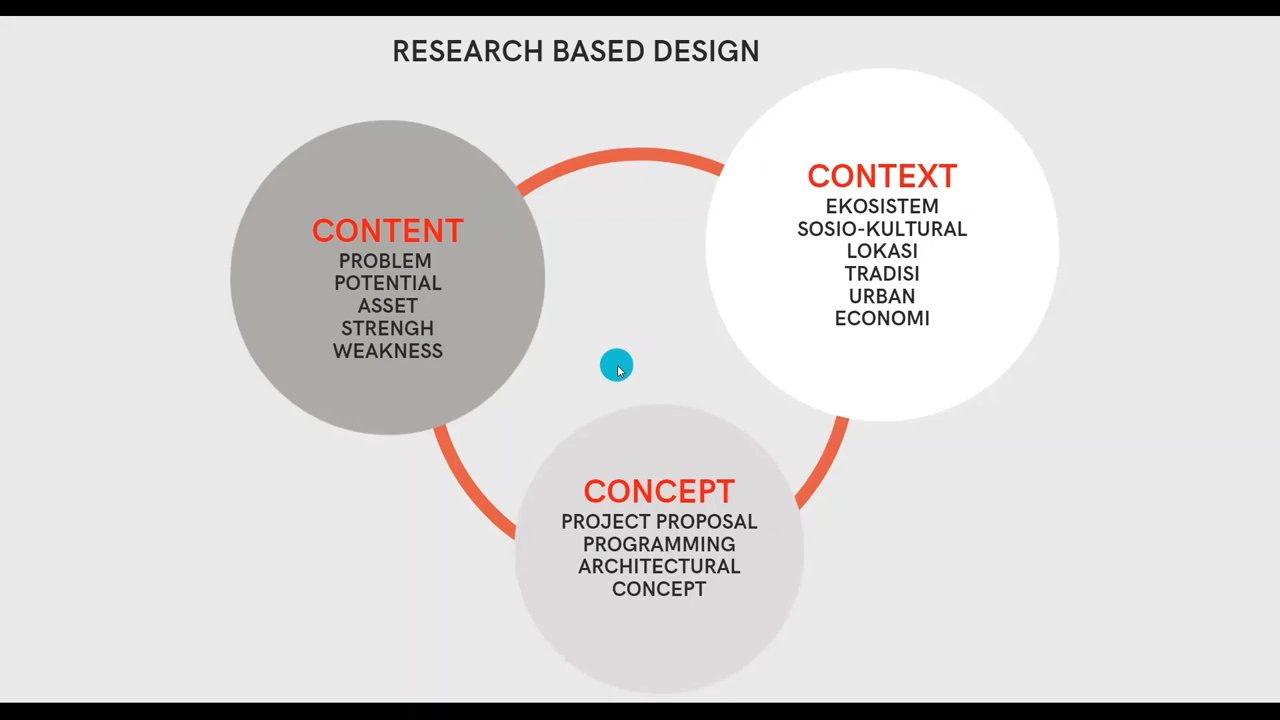 RESEARCH BASED DESIGN
CONTENT
PROBLEM
POTENTIAL
ASSET
STRENGH
WEAKNESS
CONTEXT
EKOSISTEM
SOSIO-KULTURAL
LOKASI
TRADISI
URBAN
ECONOMI
CONCEPT
PROJECT PROPOSAL
PROGRAMMING
ARCHITECTURAL
CONCEPT